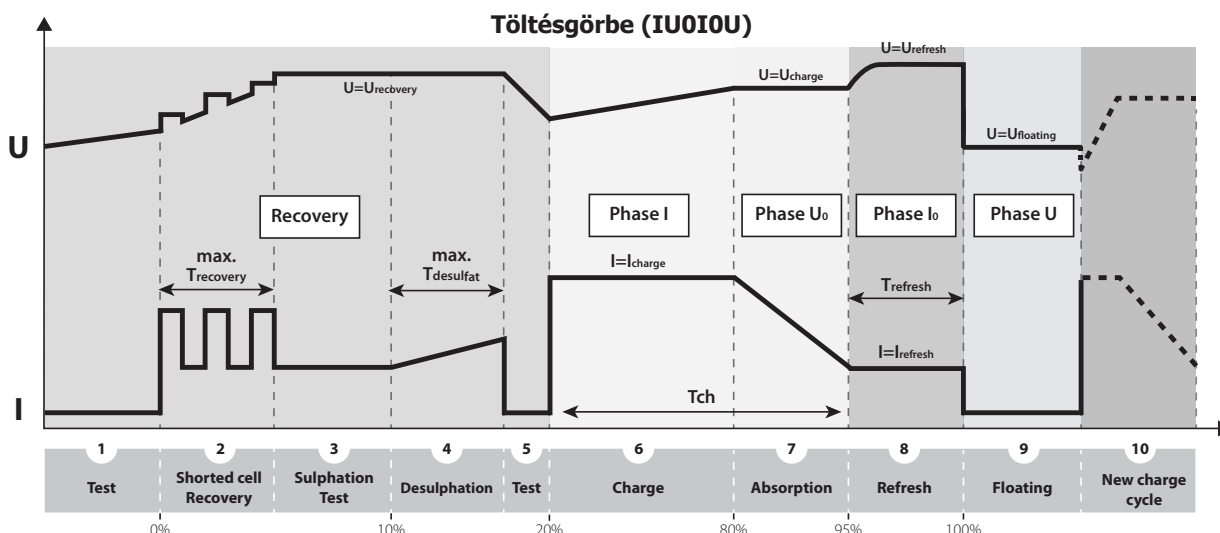 Töltésgörbe (IU0I0U)
U
U=Urecovery
U=Ucharge
U=Urefresh
U=Ufloating
Recovery
Phase I
Phase U0
Phase I0
Phase U
max.
Trecovery
max.
Tdesulfat
I=Icharge
Trefresh
I=Irefresh
Tch
I
1
2
3
4
5
6
7
8
9
10
Test
Shorted cell
Recovery
Sulphation
Test
Desulphation
Test
Charge
Absorption
Refresh
Floating
New charge
cycle
0%
10%
20%
80%
95%
100%